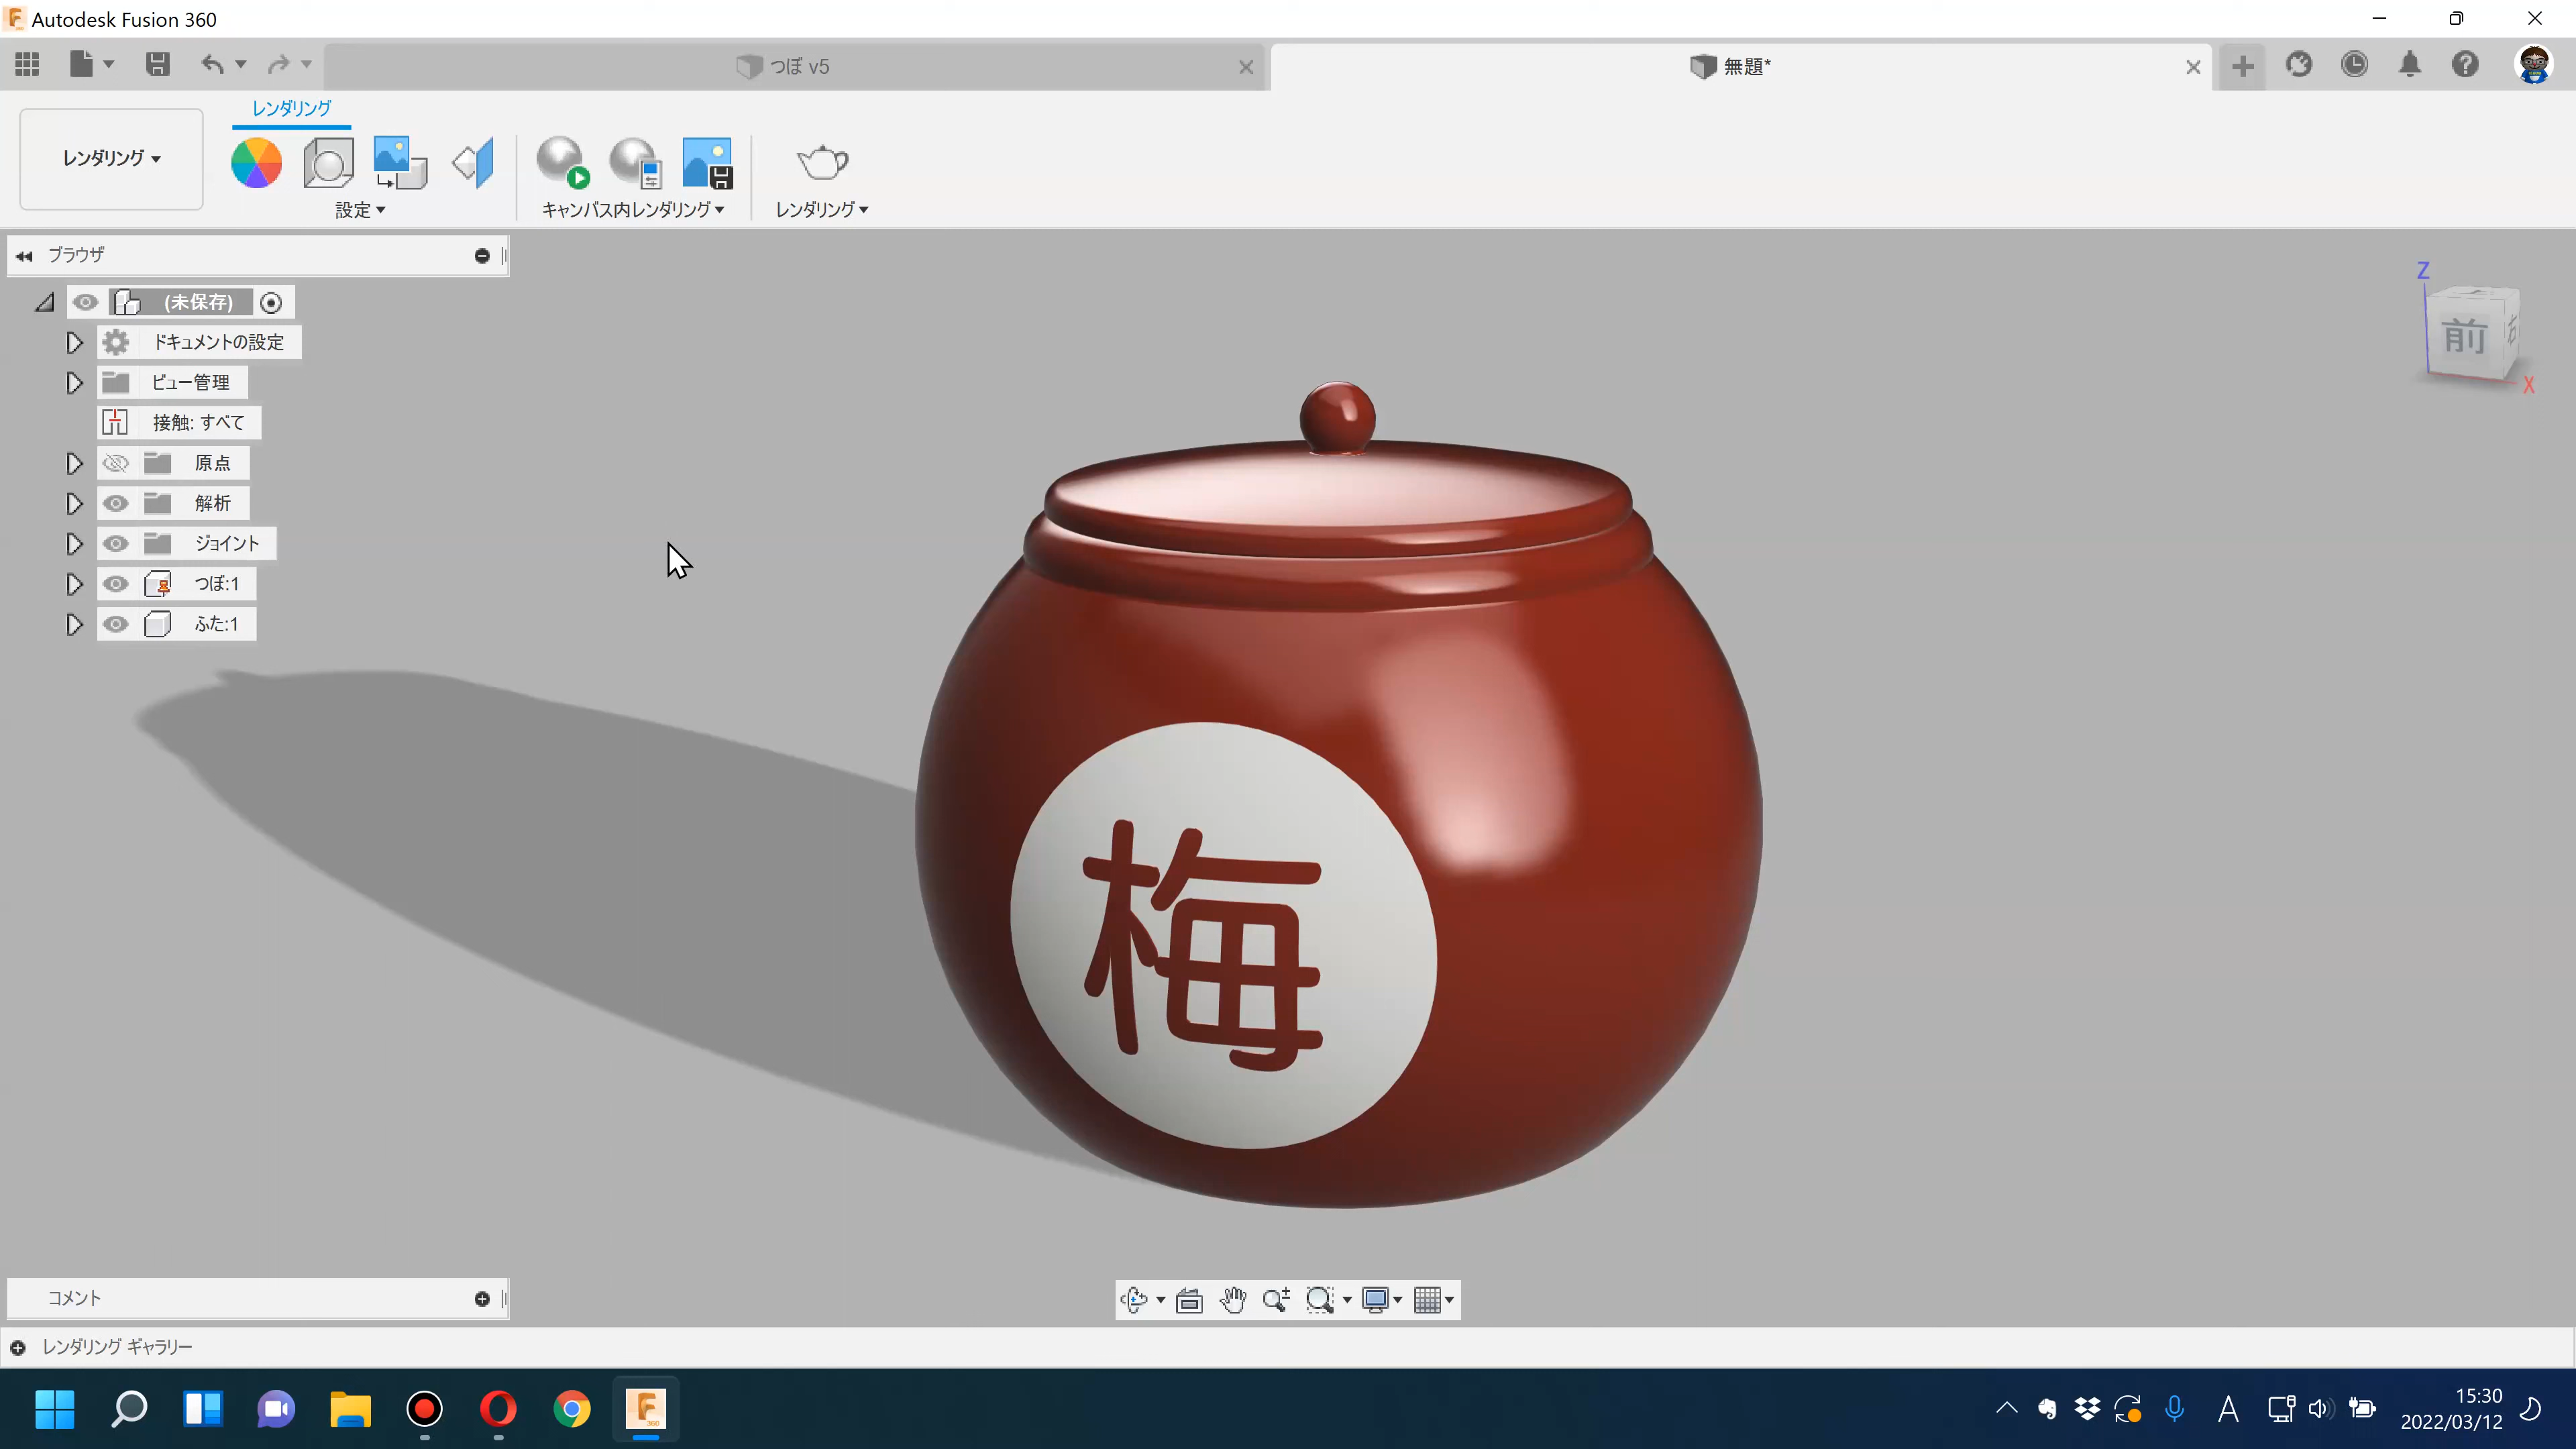 Autodesk Fusion 360
つぼ v5
無題*
レンダリング
レンダリング
設定
キャンバス内レンダリング
レンダリング
ブラウザ
(未保存)
ドキュメントの設定
ビュー管理
接触: すべて
原点
解析
ジョイント
つぼ:1
ふた:1
Z
前
右
X
梅
コメント
レンダリング ギャラリー
360
A
15:30
2022/03/12